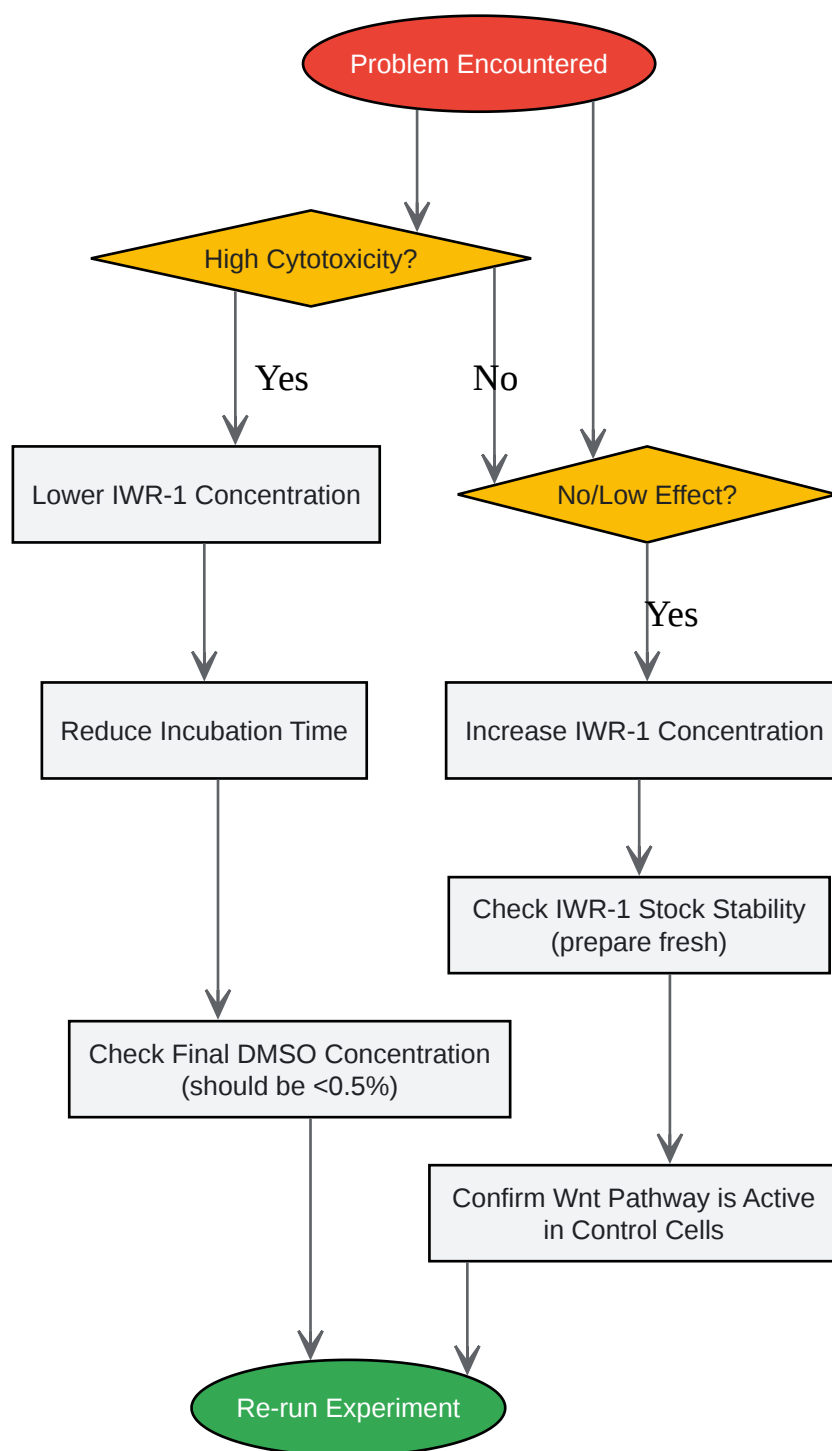 Problem Encountered
High Cytotoxicity?
Yes
No
Lower IWR-1 Concentration
No/Low Effect?
Yes
Reduce Incubation Time
Increase IWR-1 Concentration
Check IWR-1 Stock Stability
(prepare fresh)
Check Final DMSO Concentration
(should be <0.5%)
Confirm Wnt Pathway is Active
in Control Cells
Re-run Experiment